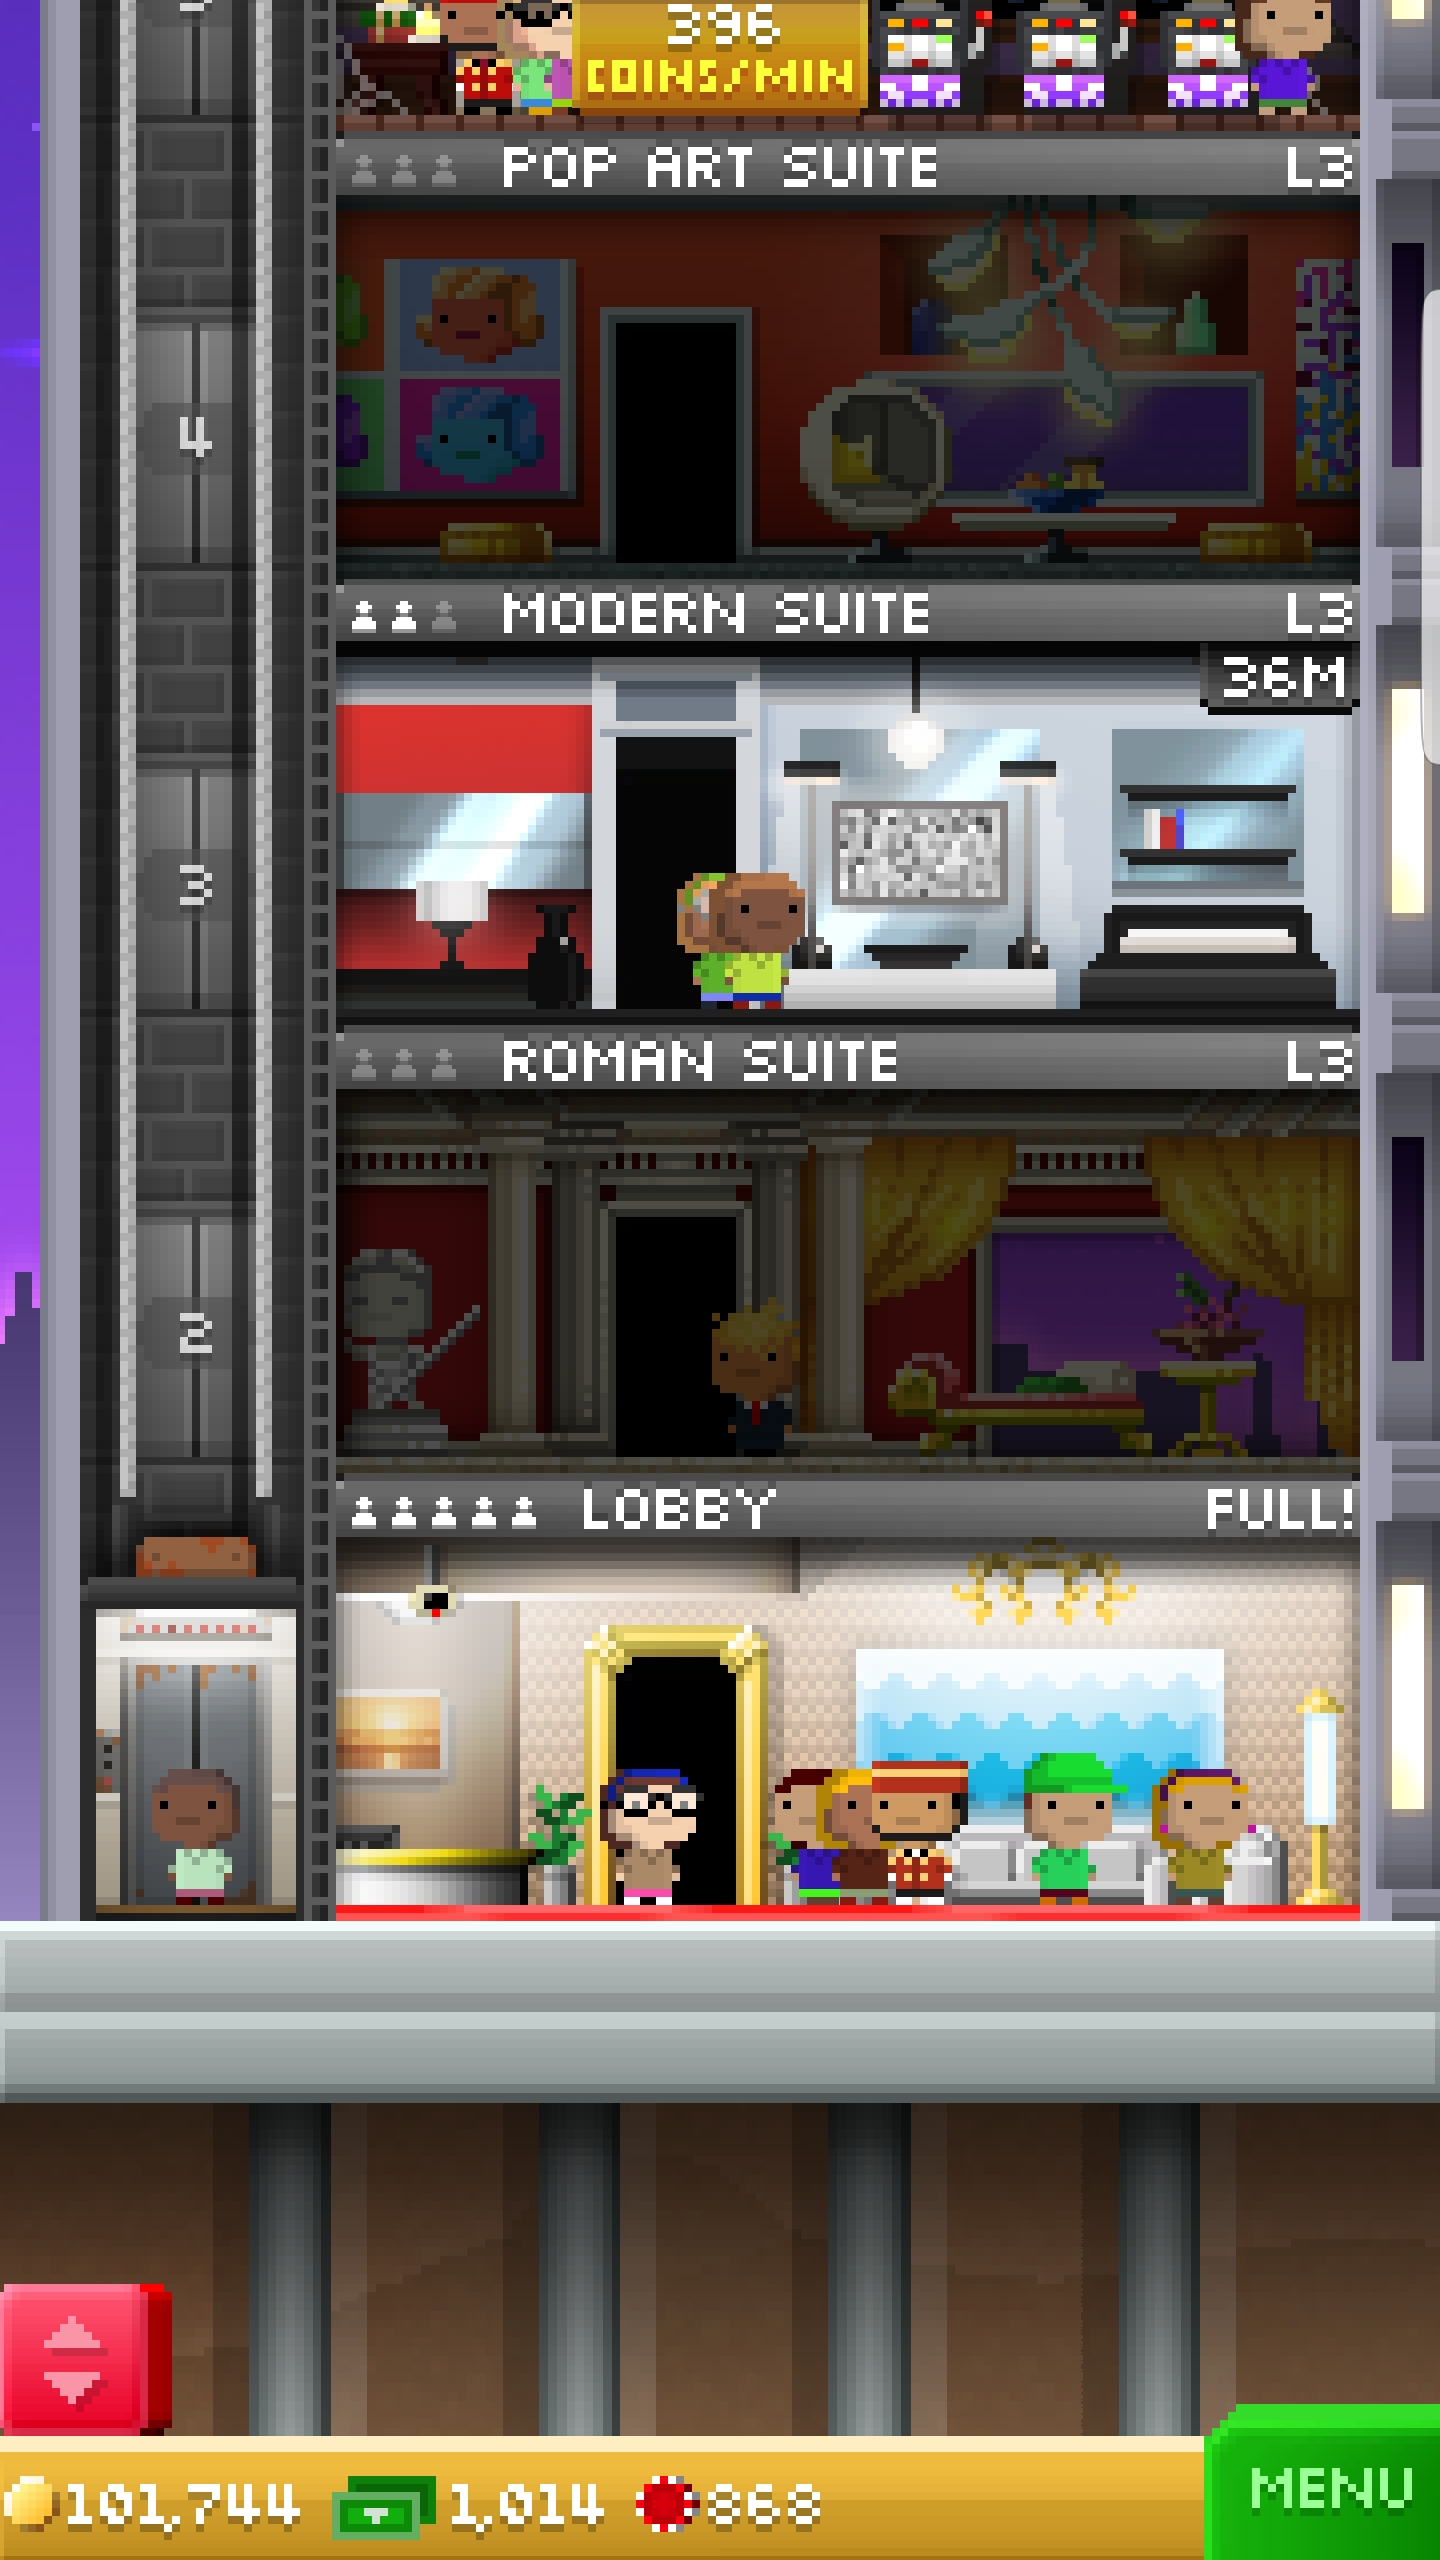 396
COINS/MIN
POP ART SUITE L3
4
MODERN SUITE L3
36M
3
ROMAN SUITE L3
2
LOBBY FULL!
101,744 1,014 868
MENU